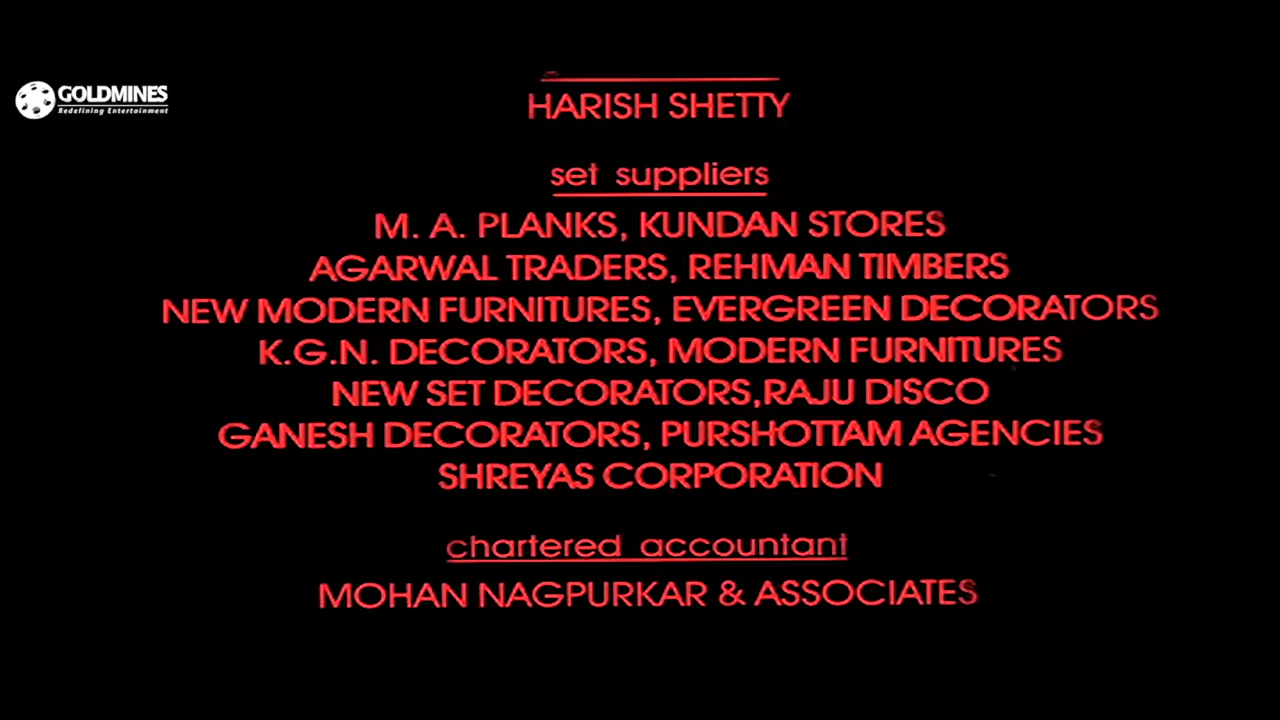 GOLDMINES
Redefining Entertainment
HARISH SHETTY
set suppliers
M. A. PLANKS, KUNDAN STORES
AGARWAL TRADERS, REHMAN TIMBERS
NEW MODERN FURNITURES, EVERGREEN DECORATORS
K.G.N. DECORATORS, MODERN FURNITURES
NEW SET DECORATORS,RAJU DISCO
GANESH DECORATORS, PURSHOTTAM AGENCIES
SHREYAS CORPORATION
chartered accountant
MOHAN NAGPURKAR & ASSOCIATES